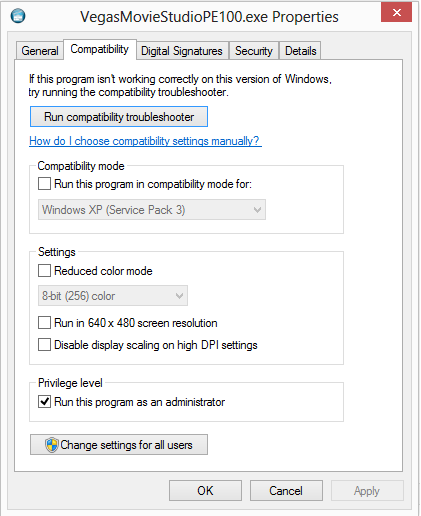 VegasMovieStudioPE100.exe Properties
General Compatibility Digital Signatures Security Details
If this program isn't working correctly on this version of Windows,
try running the compatibility troubleshooter.
Run compatibility troubleshooter
How do I choose compatibility settings manually?
Compatibility mode
Run this program in compatibility mode for:
Windows XP (Service Pack 3)
Settings
Reduced color mode
8-bit (256) color
Run in 640 x 480 screen resolution
Disable display scaling on high DPI settings
Privilege level
Run this program as an administrator
Change settings for all users
OK Cancel Apply